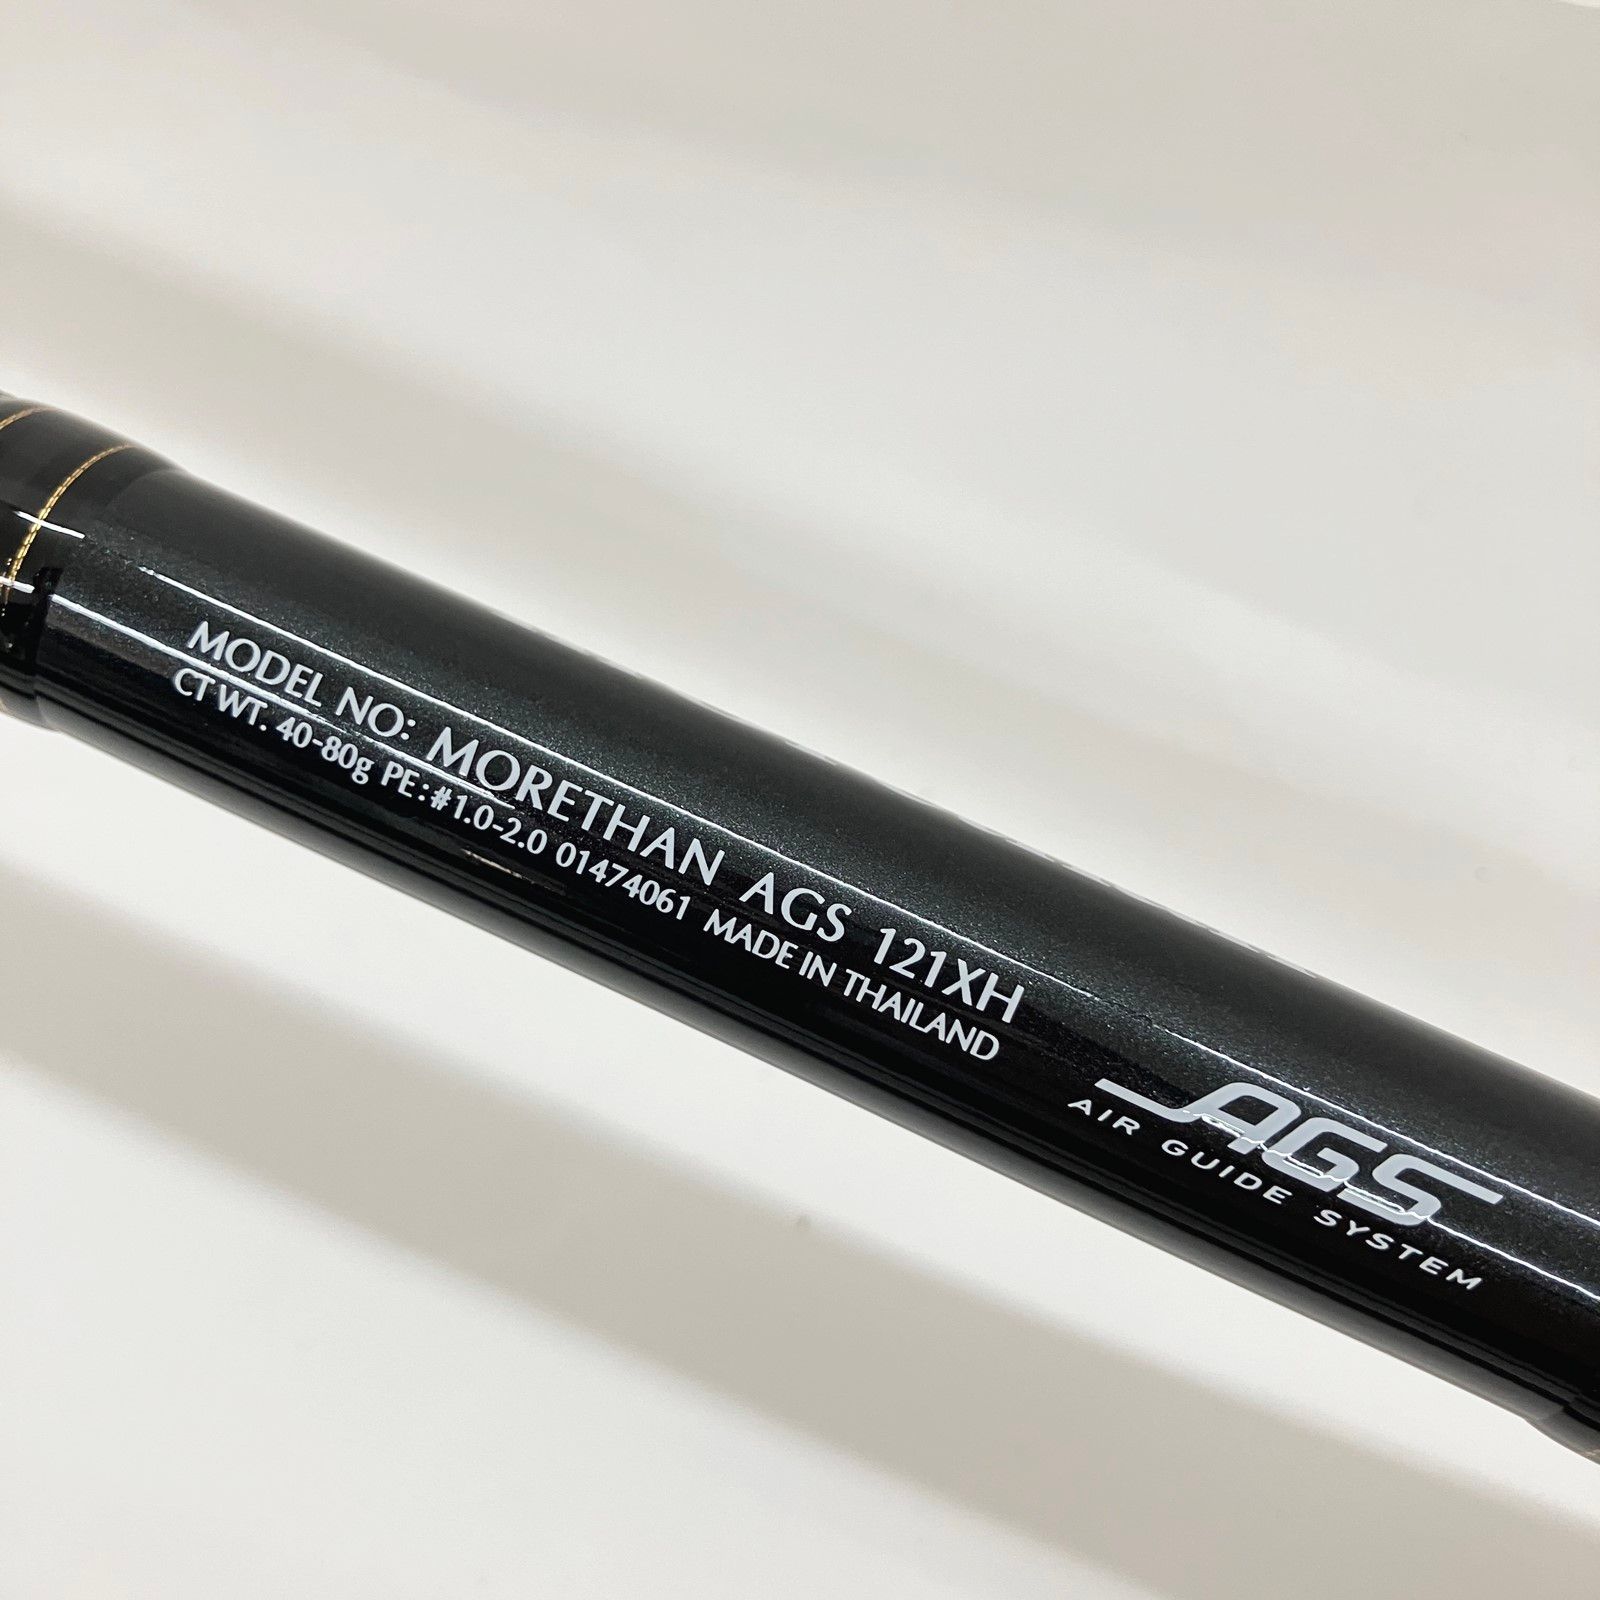 MODEL NO: MORETHAN AGS 121XH
CT WT. 40-80g PE:#1.0-2.0 01474061 MADE IN THAILAND
AGS
AIR GUIDE SYSTEM